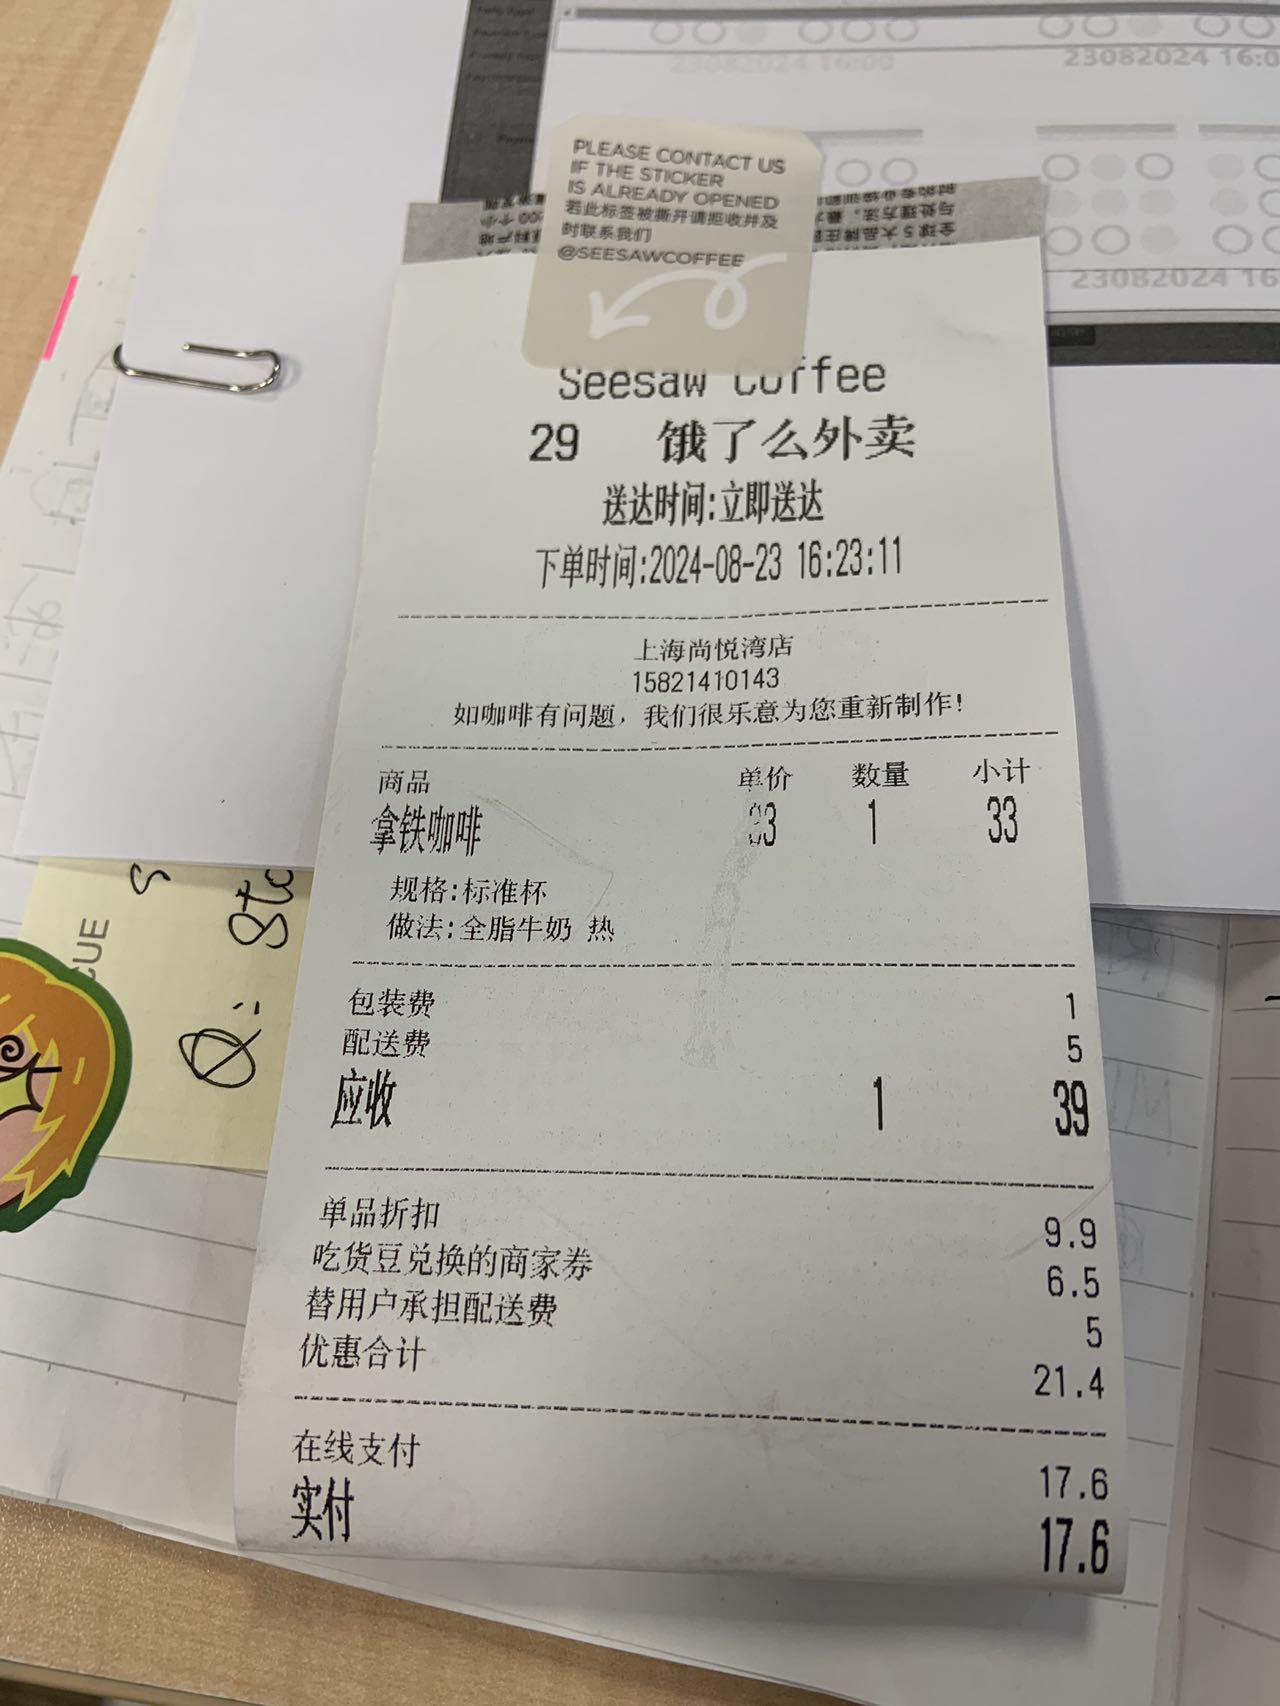 23082024 16:00
23082024 16:0
PLEASE CONTACT US
IF THE STICKER
IS ALREADY OPENED
若此标签被撕开请拒收并及
时联系我们
@SEESAWCOFFEE
23082024 16
Seesaw Coffee
29 饿了么外卖
送达时间:立即送达
下单时间:2024-08-23 16:23:11
上海尚悦湾店
15821410143
如咖啡有问题，我们很乐意为您重新制作!
商品 单价 数量 小计
拿铁咖啡 33 1 33
规格:标准杯
做法:全脂牛奶 热
包装费 1
配送费 5
应收 1 39
单品折扣 9.9
吃货豆兑换的商家券 6.5
替用户承担配送费 5
优惠合计 21.4
在线支付 17.6
实付 17.6
CUE
Q: